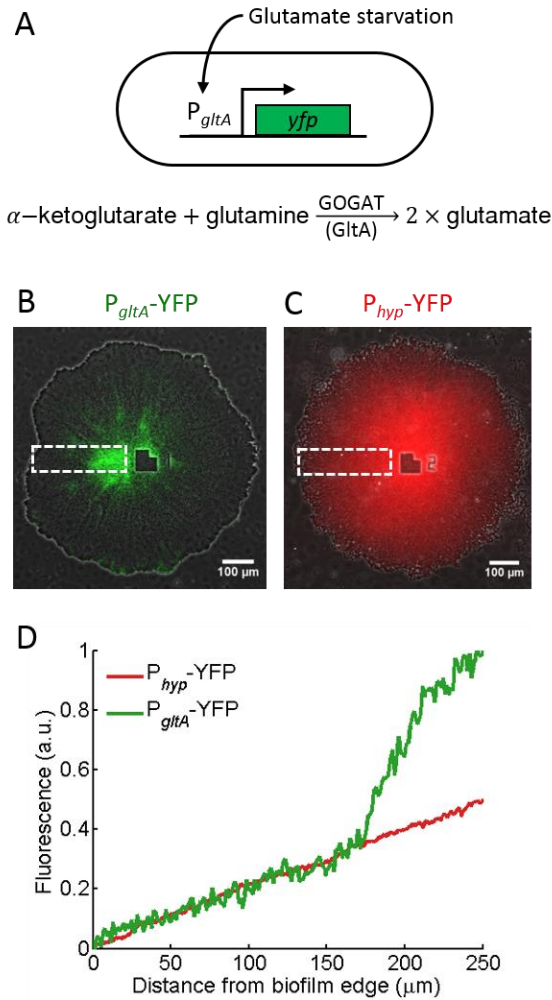 A
Glutamate starvation
PgltA
yfp
α−ketoglutarate + glutamine GOGAT (GltA) → 2 × glutamate
B
PgltA-YFP
C
Phyp-YFP
1
2
100 µm
100 µm
D
1
Phyp-YFP
PgltA-YFP
0.8
0.6
0.4
0.2
0
Fluorescence (a.u.)
0 50 100 150 200 250
Distance from biofilm edge (µm)